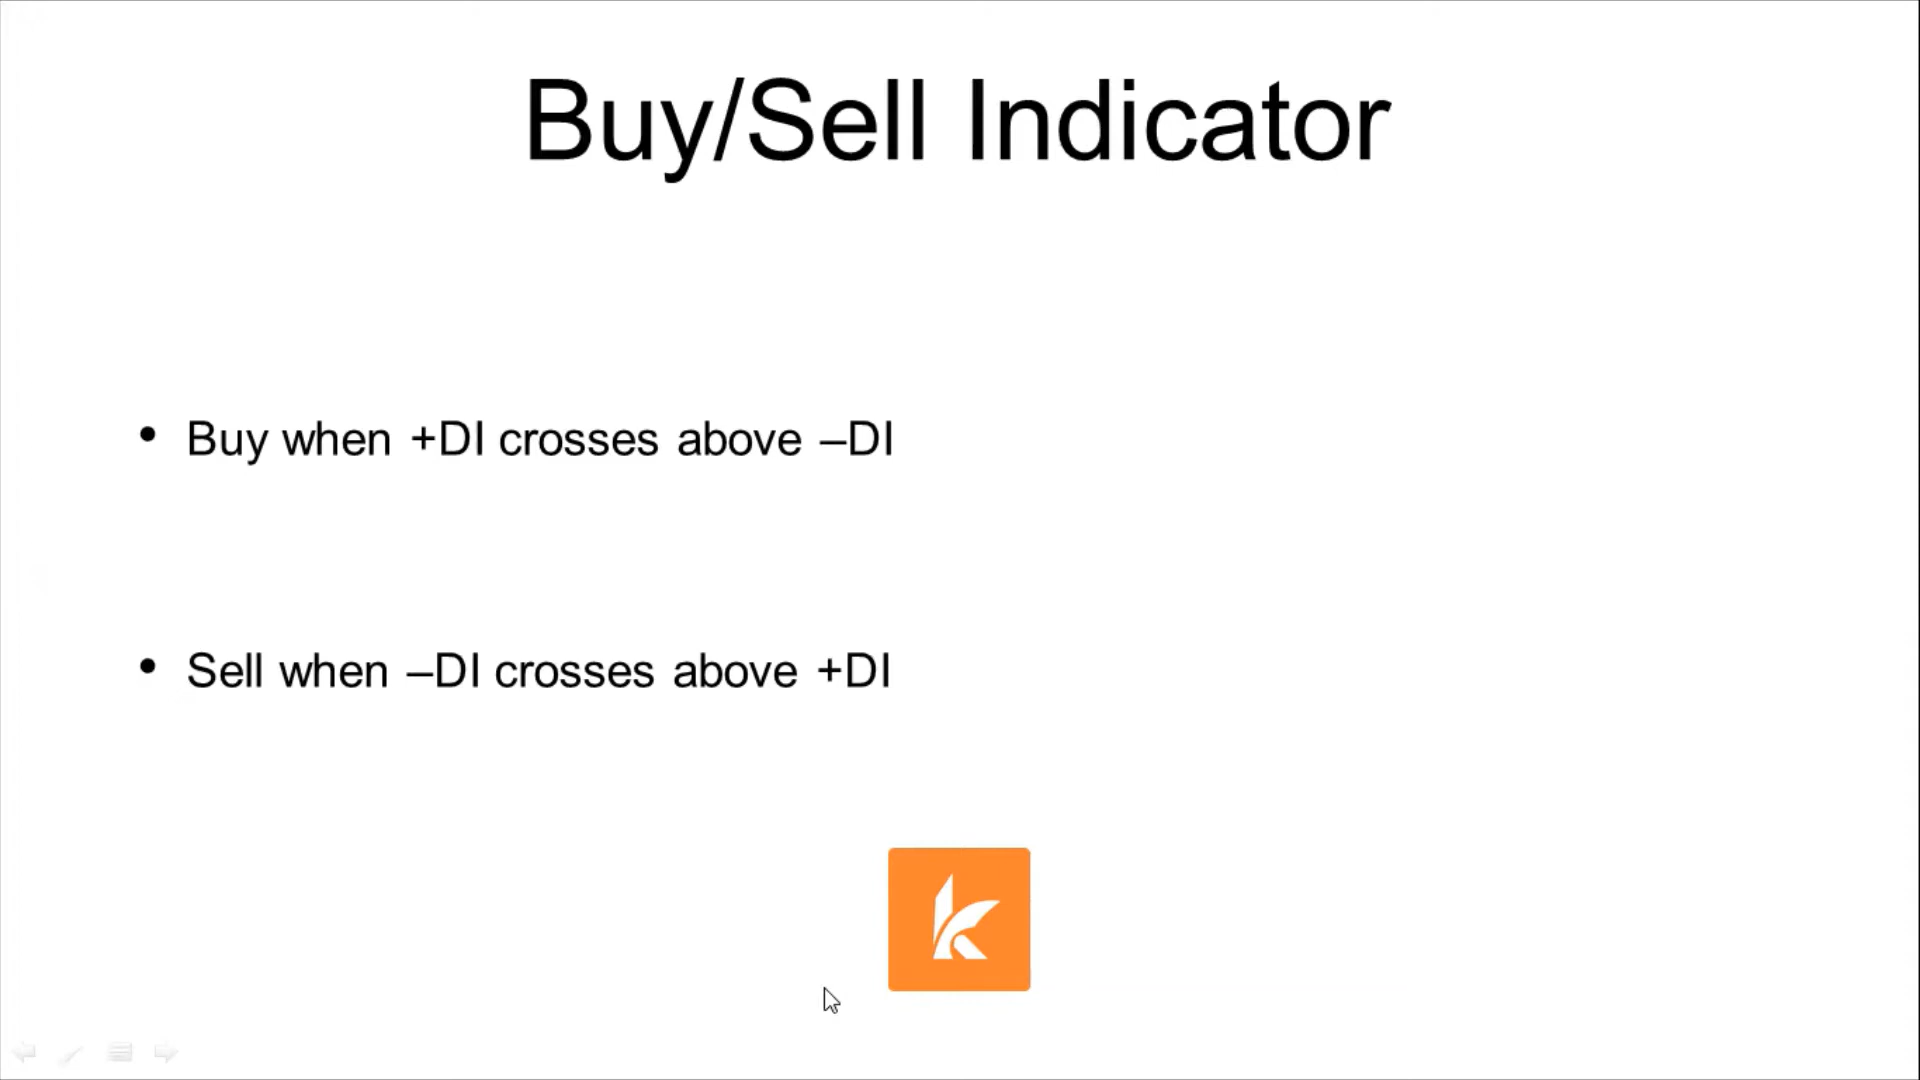 Buy/Sell Indicator
• Buy when +DI crosses above –DI
• Sell when –DI crosses above +DI